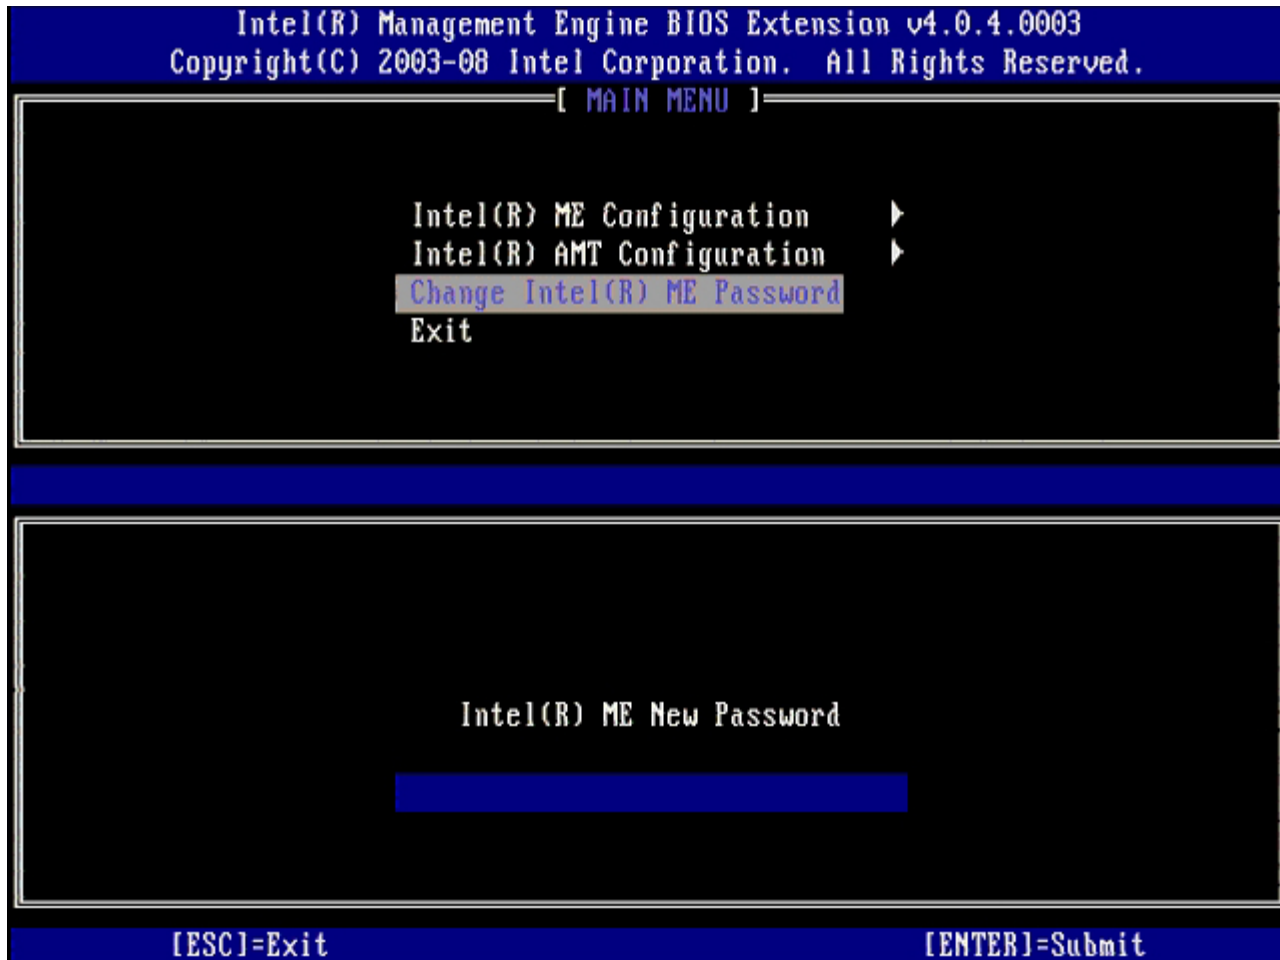 Intel(R) Management Engine BIOS Extension v4.0.4.0003
Copyright(C) 2003-08 Intel Corporation. All Rights Reserved.
[ MAIN MENU ]
Intel(R) ME Configuration
Intel(R) AMT Configuration
Change Intel(R) ME Password
Exit
Intel(R) ME New Password
[ESC]=Exit [ENTER]=Submit